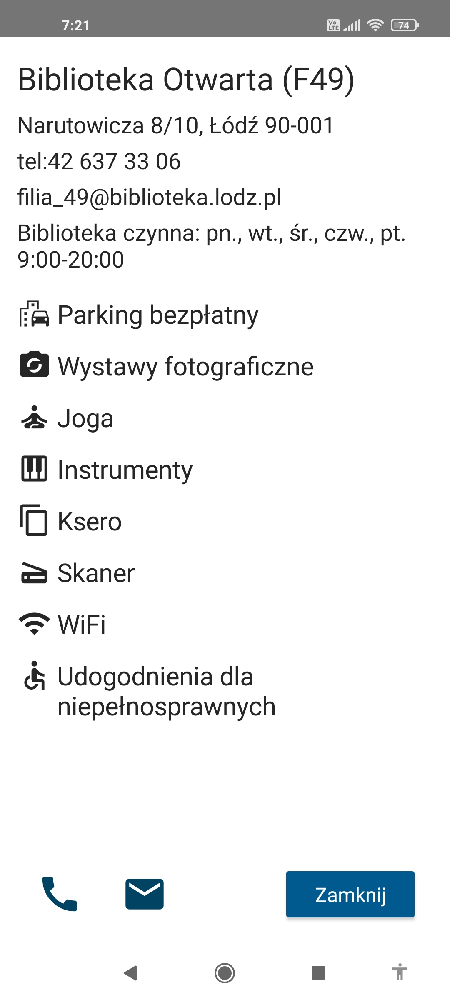 7:21
Vo LTE
74
Biblioteka Otwarta (F49)
Narutowicza 8/10, Łódź 90-001
tel:42 637 33 06
filia_49@biblioteka.lodz.pl
Biblioteka czynna: pn., wt., śr., czw., pt.
9:00-20:00
Parking bezpłatny
Wystawy fotograficzne
Joga
Instrumenty
Ksero
Skaner
WiFi
Udogodnienia dla
niepełnosprawnych
Zamknij